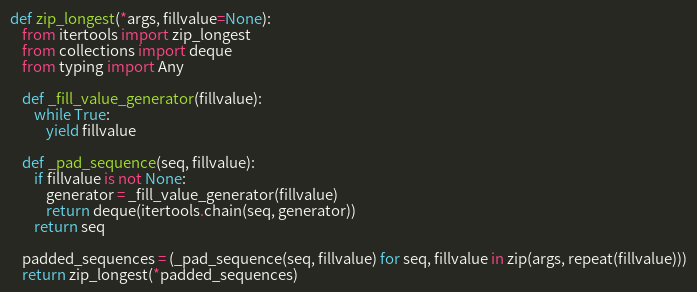 def zip_longest(*args, fillvalue=None):
from itertools import zip_longest
from collections import deque
from typing import Any
def _fill_value_generator(fillvalue):
while True:
yield fillvalue
def _pad_sequence(seq, fillvalue):
if fillvalue is not None:
generator = _fill_value_generator(fillvalue)
return deque(itertools.chain(seq, generator))
return seq
padded_sequences = (_pad_sequence(seq, fillvalue) for seq, fillvalue in zip(args, repeat(fillvalue)))
return zip_longest(*padded_sequences)